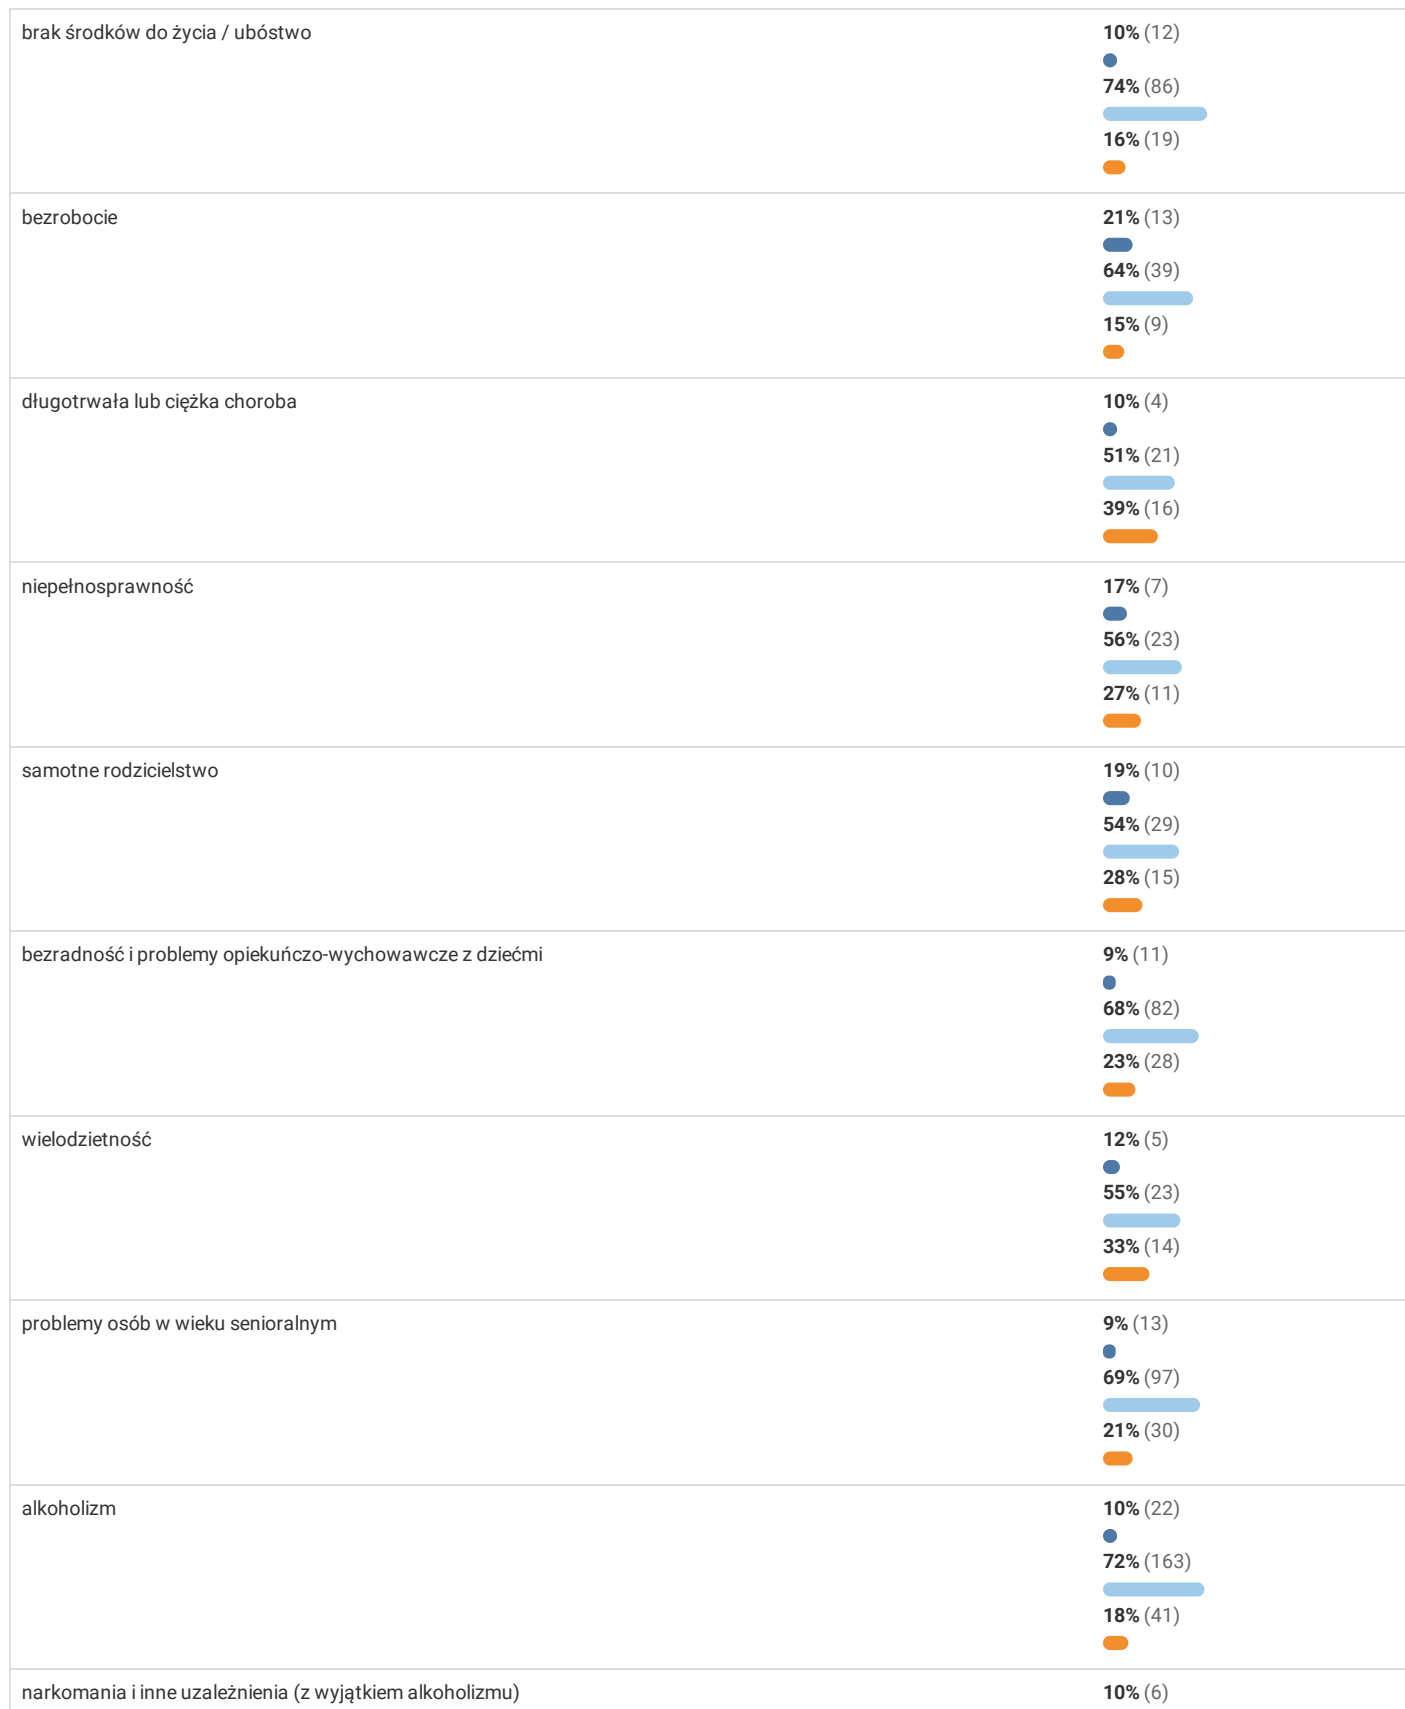 brak środków do życia / ubóstwo
10% (12)
74% (86)
16% (19)
bezrobocie
21% (13)
64% (39)
15% (9)
długotrwała lub ciężka choroba
10% (4)
51% (21)
39% (16)
niepełnosprawność
17% (7)
56% (23)
27% (11)
samotne rodzicielstwo
19% (10)
54% (29)
28% (15)
bezradność i problemy opiekuńczo-wychowawcze z dziećmi
9% (11)
68% (82)
23% (28)
wielodzietność
12% (5)
55% (23)
33% (14)
problemy osób w wieku senioralnym
9% (13)
69% (97)
21% (30)
alkoholizm
10% (22)
72% (163)
18% (41)
narkomania i inne uzależnienia (z wyjątkiem alkoholizmu)
10% (6)